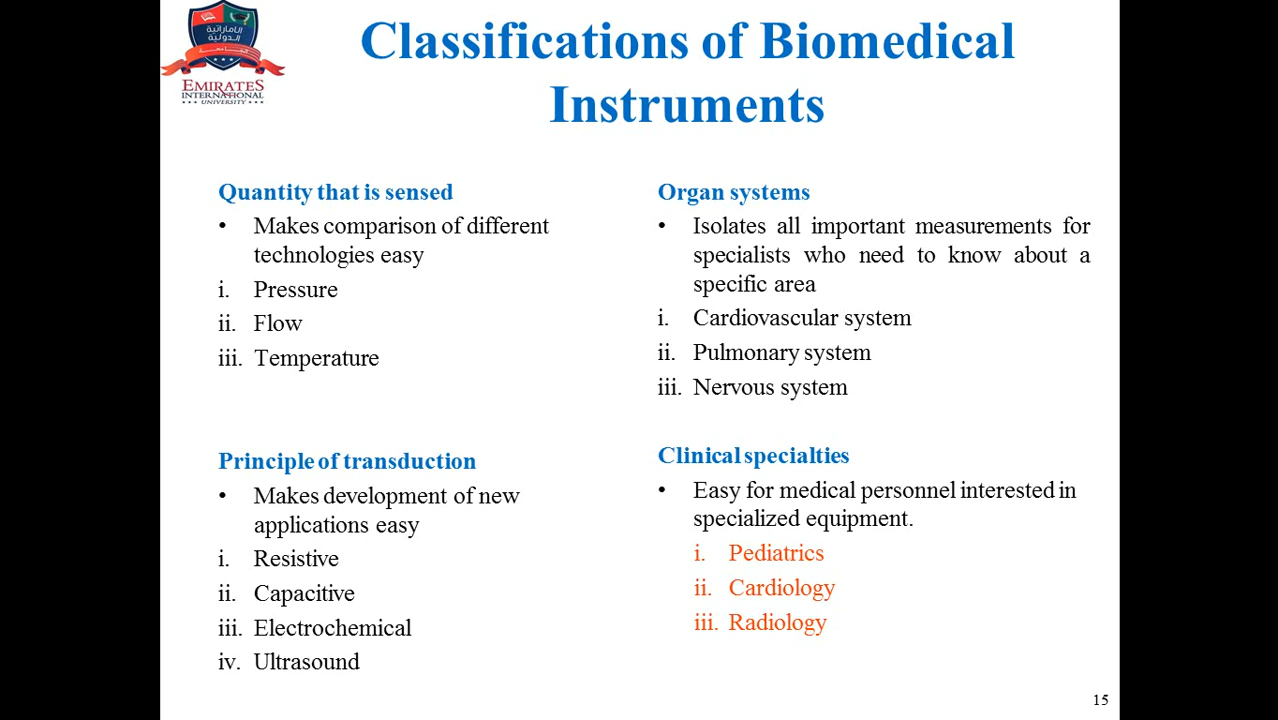 الإماراتية
الدولية
EMIRATES
INTERNATIONAL
UNIVERSITY
Classifications of Biomedical
Instruments
Quantity that is sensed
• Makes comparison of different
technologies easy
i. Pressure
ii. Flow
iii. Temperature
Principle of transduction
• Makes development of new
applications easy
i. Resistive
ii. Capacitive
iii. Electrochemical
iv. Ultrasound
Organ systems
• Isolates all important measurements for
specialists who need to know about a
specific area
i. Cardiovascular system
ii. Pulmonary system
iii. Nervous system
Clinical specialties
• Easy for medical personnel interested in
specialized equipment.
i. Pediatrics
ii. Cardiology
iii. Radiology
15